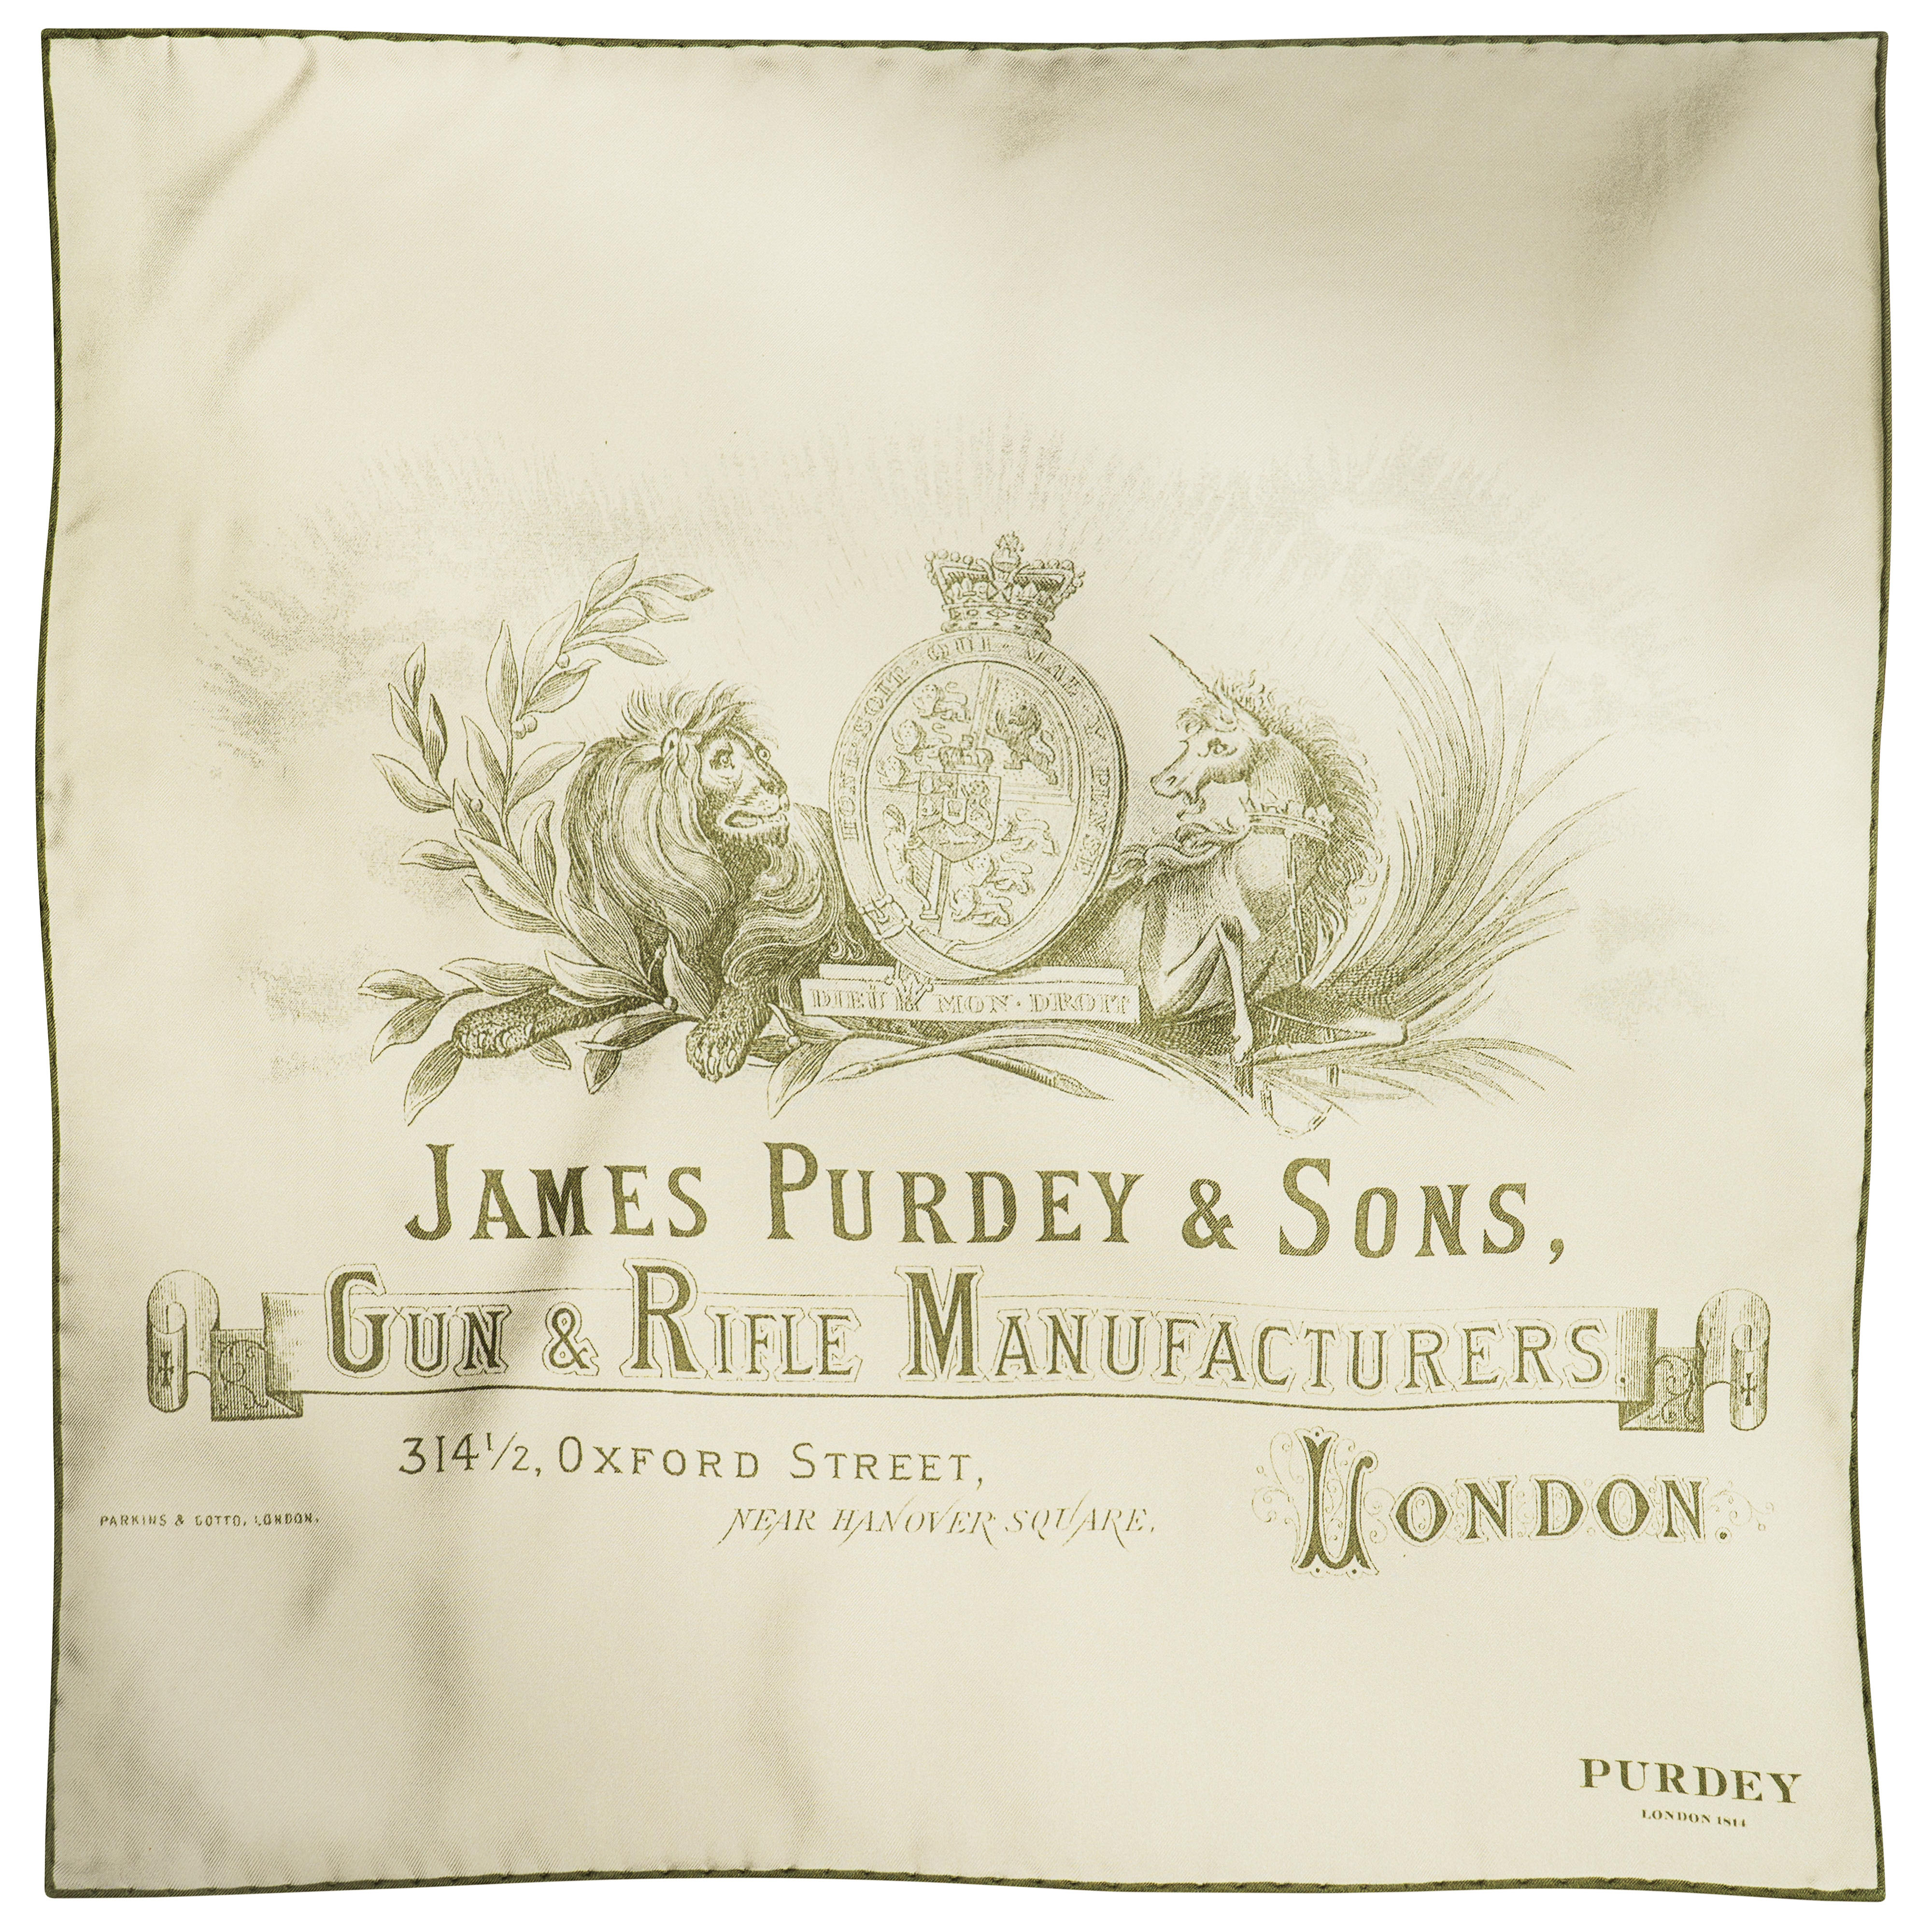 HONI · SOIT · QUI · MAL · Y · PENSE
DIEU ET MON · DROIT
JAMES PURDEY & SONS,
GUN & RIFLE MANUFACTURERS.
314½, OXFORD STREET,
NEAR HANOVER SQUARE,
LONDON.
PARKINS & GOTTO, LONDON.
PURDEY
LONDON 1814